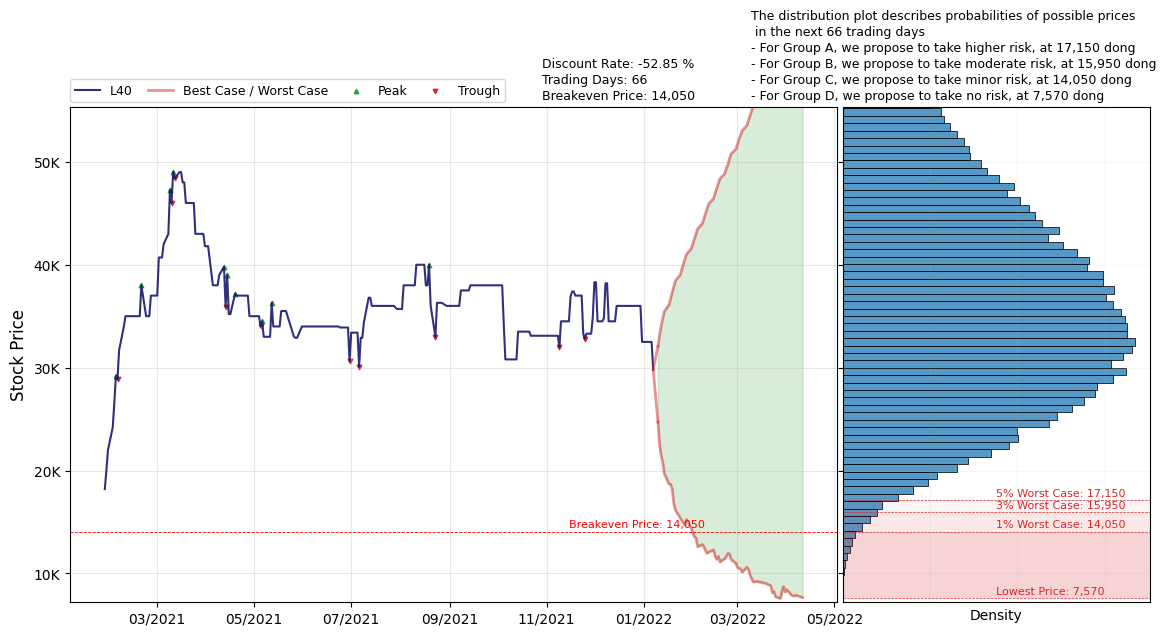 The distribution plot describes probabilities of possible prices
in the next 66 trading days
- For Group A, we propose to take higher risk, at 17,150 dong
- For Group B, we propose to take moderate risk, at 15,950 dong
- For Group C, we propose to take minor risk, at 14,050 dong
- For Group D, we propose to take no risk, at 7,570 dong
Discount Rate: -52.85 %
Trading Days: 66
Breakeven Price: 14,050
L40 Best Case / Worst Case Peak Trough
Stock Price
50K
40K
30K
20K
10K
Breakeven Price: 14,050
5% Worst Case: 17,150
3% Worst Case: 15,950
1% Worst Case: 14,050
Lowest Price: 7,570
03/2021 05/2021 07/2021 09/2021 11/2021 01/2022 03/2022 05/2022
Density